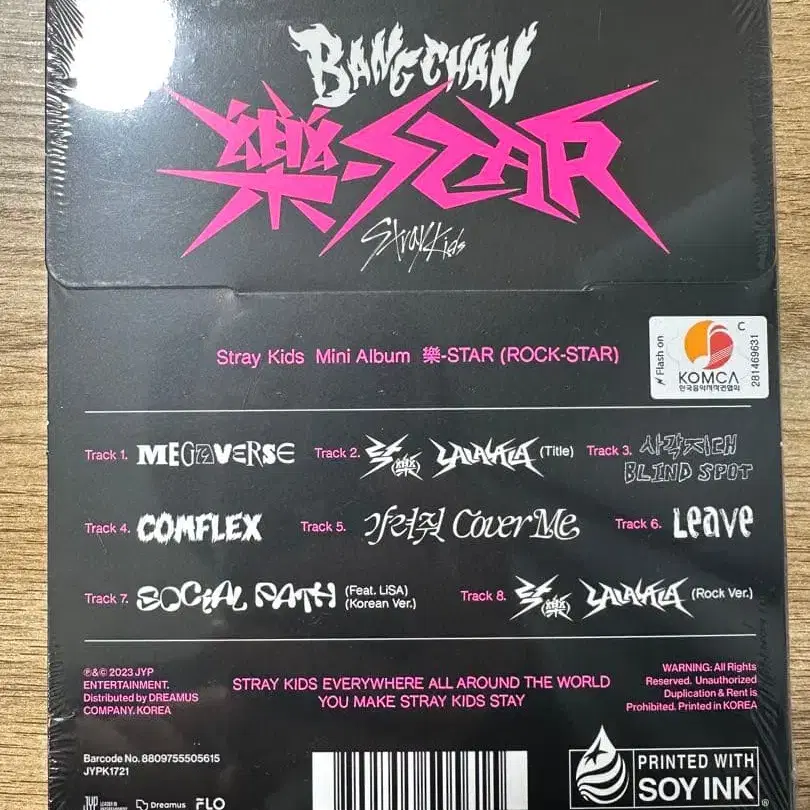 BANG CHAN
樂-STAR
Stray Kids
Stray Kids Mini Album 樂-STAR (ROCK-STAR)
Flash on
C
KOMCA
한국음악저작권협회
281469631
Track 1. MEGAVERSE
Track 2. 락 (樂) LALALALA (Title)
Track 3. 사각지대
BLIND SPOT
Track 4. COMFLEX
Track 5. 가려줘 Cover Me
Track 6. Leave
Track 7. SOCIAL PATH (Feat. LiSA)
(Korean Ver.)
Track 8. 락 (樂) LALALALA (Rock Ver.)
℗&© 2023 JYP
ENTERTAINMENT.
Distributed by DREAMUS
COMPANY. KOREA
STRAY KIDS EVERYWHERE ALL AROUND THE WORLD
YOU MAKE STRAY KIDS STAY
WARNING: All Rights
Reserved. Unauthorized
Duplication & Rent is
Prohibited. Printed in KOREA
Barcode No. 8809755505615
JYPK1721
JYP
Dreamus
FLO
PRINTED WITH
SOY INK